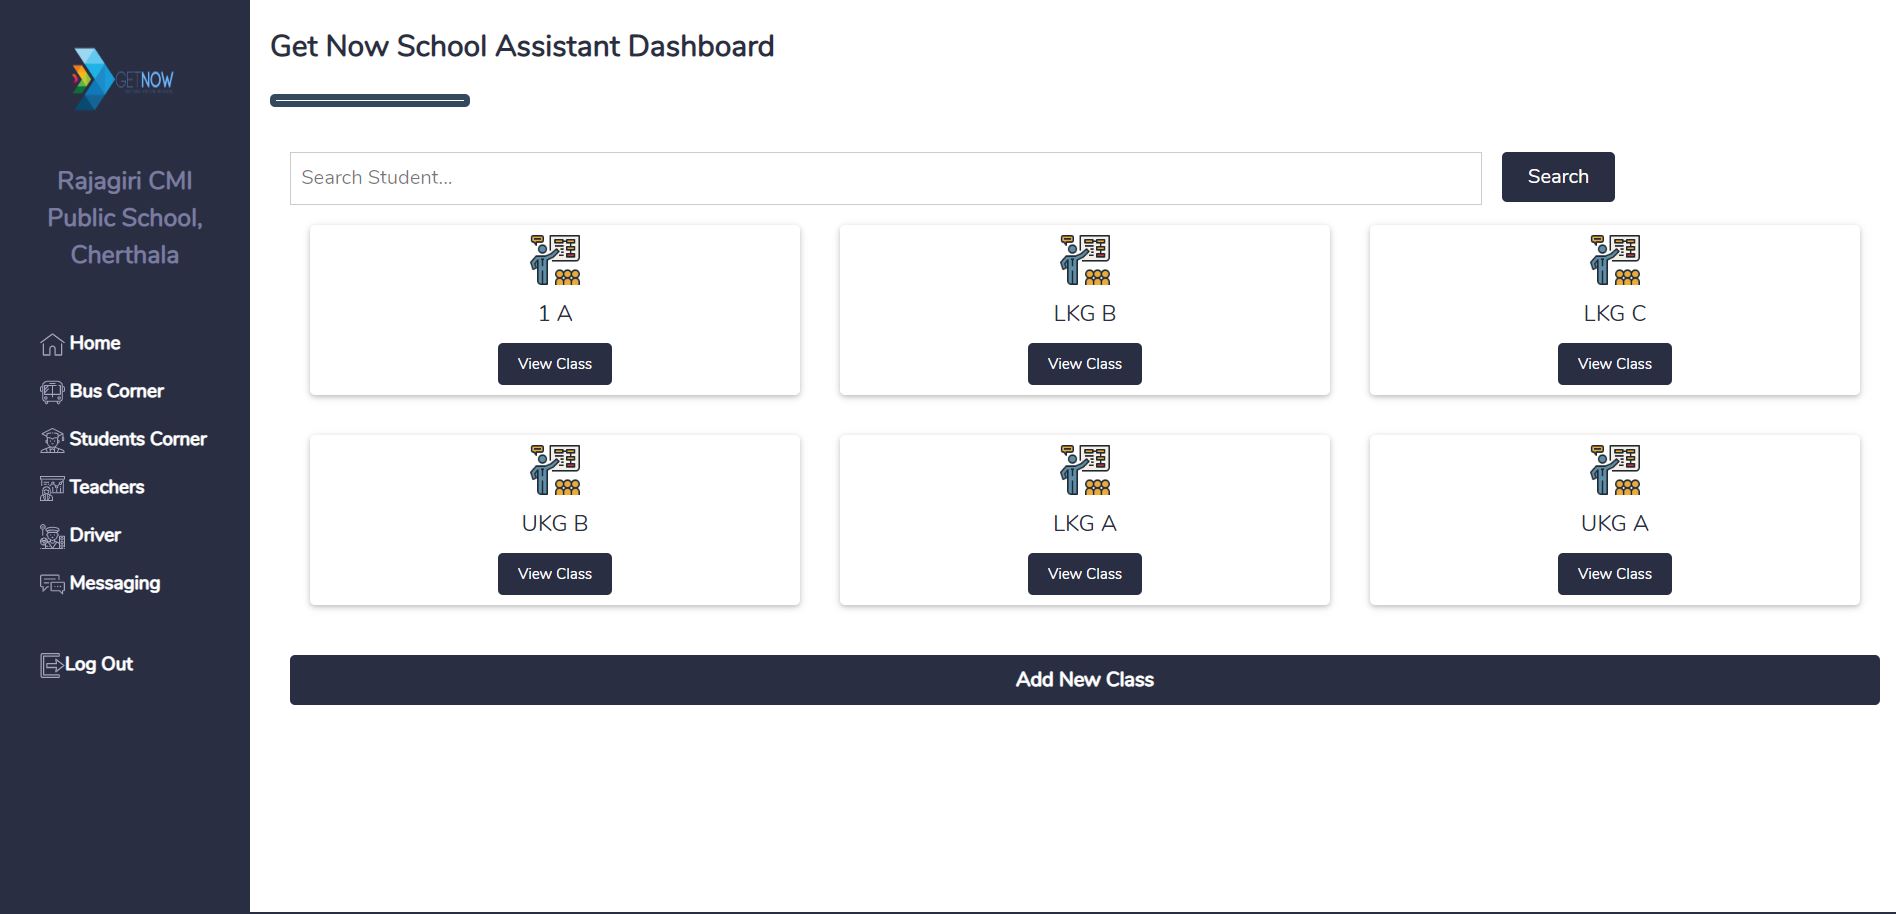 GETNOW
Rajagiri CMI
Public School,
Cherthala
Home
Bus Corner
Students Corner
Teachers
Driver
Messaging
Log Out
Get Now School Assistant Dashboard
Search Student...
Search
1 A
LKG B
LKG C
View Class
View Class
View Class
UKG B
LKG A
UKG A
View Class
View Class
View Class
Add New Class